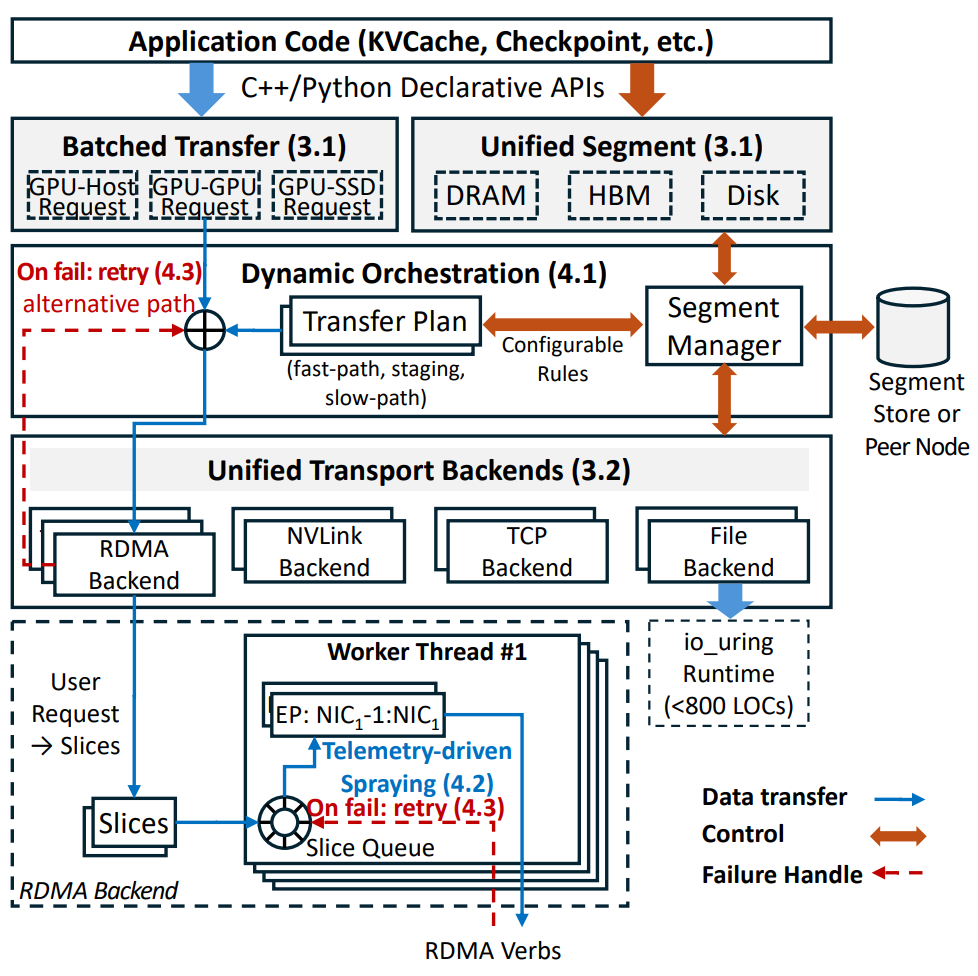 Application Code (KVCache, Checkpoint, etc.)
C++/Python Declarative APIs
Batched Transfer (3.1)
GPU-Host
Request
GPU-GPU
Request
GPU-SSD
Request
Unified Segment (3.1)
DRAM
HBM
Disk
On fail: retry (4.3)
alternative path
Dynamic Orchestration (4.1)
Transfer Plan
(fast-path, staging,
slow-path)
Configurable
Rules
Segment
Manager
Segment
Store or
Peer Node
Unified Transport Backends (3.2)
RDMA
Backend
NVLink
Backend
TCP
Backend
File
Backend
io_uring
Runtime
(<800 LOCs)
User
Request
→ Slices
Worker Thread #1
EP: NIC₁-1:NIC₁
Telemetry-driven
Spraying (4.2)
On fail: retry (4.3)
Slices
Slice Queue
RDMA Backend
RDMA Verbs
Data transfer
Control
Failure Handle